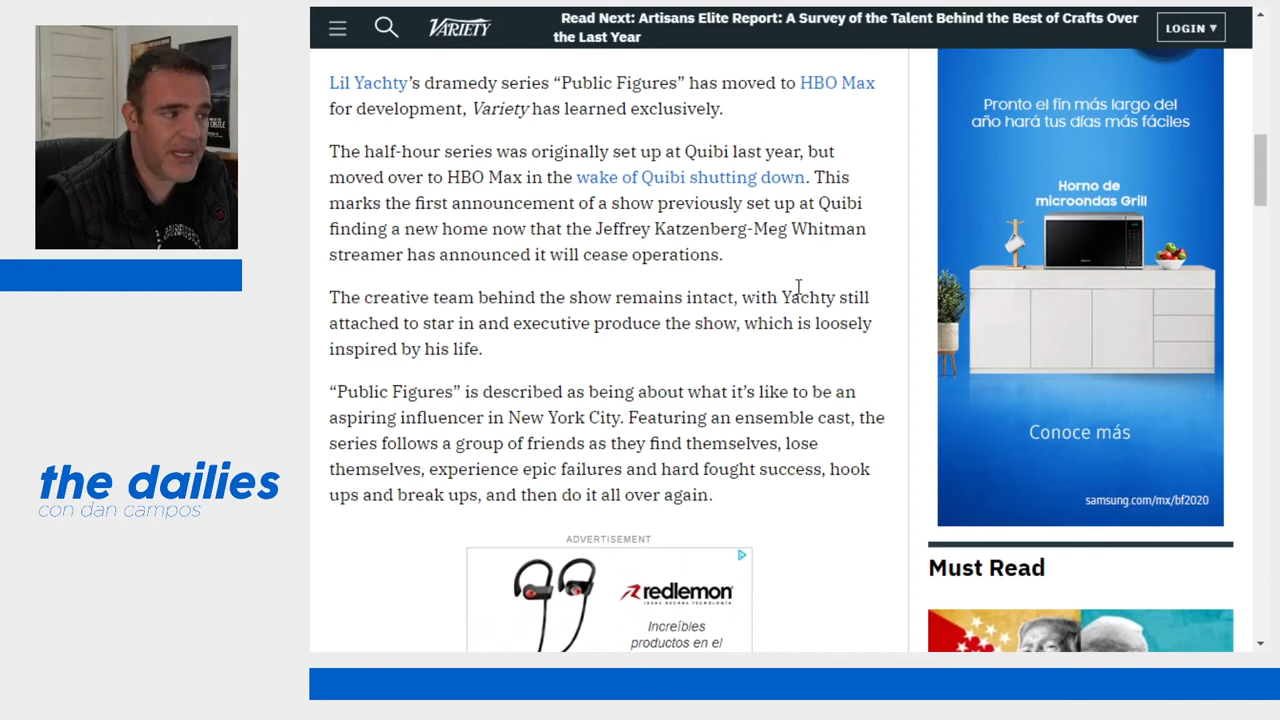 VARIETY
Read Next: Artisans Elite Report: A Survey of the Talent Behind the Best of Crafts Over
the Last Year
LOGIN ▼
Lil Yachty’s dramedy series “Public Figures” has moved to HBO Max
for development, Variety has learned exclusively.
The half-hour series was originally set up at Quibi last year, but
moved over to HBO Max in the wake of Quibi shutting down. This
marks the first announcement of a show previously set up at Quibi
finding a new home now that the Jeffrey Katzenberg-Meg Whitman
streamer has announced it will cease operations.
The creative team behind the show remains intact, with Yachty still
attached to star in and executive produce the show, which is loosely
inspired by his life.
“Public Figures” is described as being about what it’s like to be an
aspiring influencer in New York City. Featuring an ensemble cast, the
series follows a group of friends as they find themselves, lose
themselves, experience epic failures and hard fought success, hook
ups and break ups, and then do it all over again.
ADVERTISEMENT
redlemon
Increíbles
productos en el
Pronto el fin más largo del
año hará tus días más fáciles
Horno de
microondas Grill
Conoce más
samsung.com/mx/bf2020
Must Read
the dailies
con dan campos